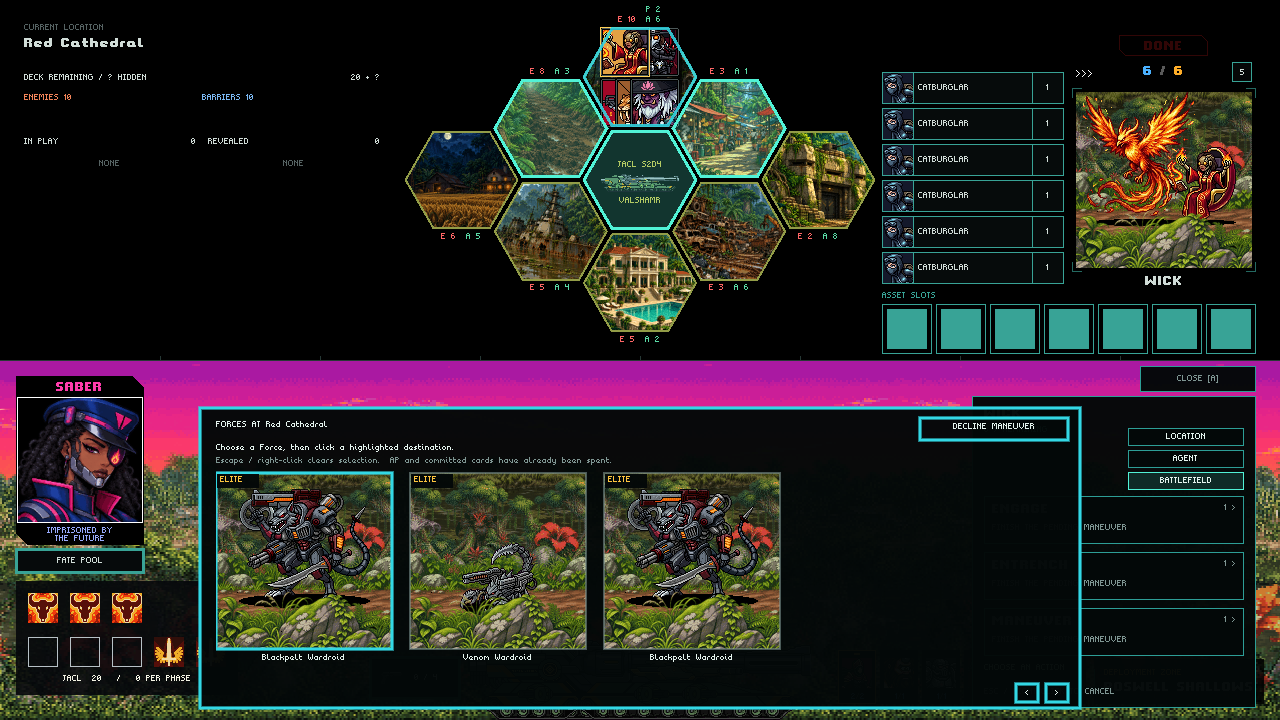 CURRENT LOCATION
Red Cathedral
DECK REMAINING / ? HIDDEN 20 + ?
ENEMIES 10 BARRIERS 10
IN PLAY 0 REVEALED 0
NONE NONE
P 2
E 10 A 6
E 8 A 3
E 3 A 1
JACL S2D4
VALSHAMR
E 6 A 5
E 2 A 8
E 5 A 4
E 3 A 6
E 5 A 2
CATBURGLAR 1
CATBURGLAR 1
CATBURGLAR 1
CATBURGLAR 1
CATBURGLAR 1
CATBURGLAR 1
ASSET SLOTS
DONE
>>> 6 / 6 5
WICK
SABER
IMPRISONED BY
THE FUTURE
FATE POOL
JACL 20 / 0 PER PHASE
CLOSE [A]
FORCES AT Red Cathedral
DECLINE MANEUVER
Choose a Force, then click a highlighted destination.
Escape / right-click clears selection. AP and committed cards have already been spent.
ELITE ELITE ELITE
Blackpelt Wardroid Venom Wardroid Blackpelt Wardroid
< >
LOCATION
AGENT
BATTLEFIELD
1 >
MANEUVER
1 >
MANEUVER
1 >
MANEUVER
CANCEL